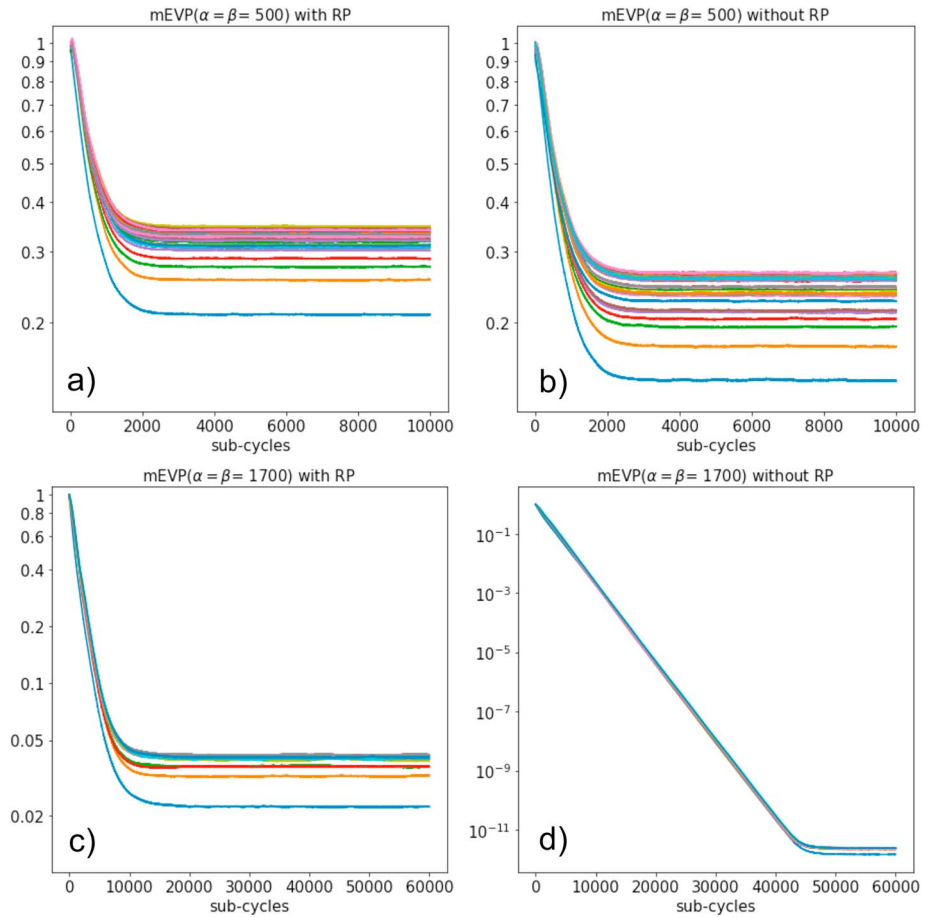 mEVP(α = β= 500) with RP
1
0.9
0.8
0.7
0.6
0.5
0.4
0.3
0.2
0 2000 4000 6000 8000 10000
sub-cycles
a)
mEVP(α = β= 500) without RP
1
0.9
0.8
0.7
0.6
0.5
0.4
0.3
0.2
0 2000 4000 6000 8000 10000
sub-cycles
b)
mEVP(α = β= 1700) with RP
1
0.8
0.6
0.4
0.2
0.1
0.05
0.02
0 10000 20000 30000 40000 50000 60000
sub-cycles
c)
mEVP(α = β= 1700) without RP
10⁻¹
10⁻³
10⁻⁵
10⁻⁷
10⁻⁹
10⁻¹¹
0 10000 20000 30000 40000 50000 60000
sub-cycles
d)